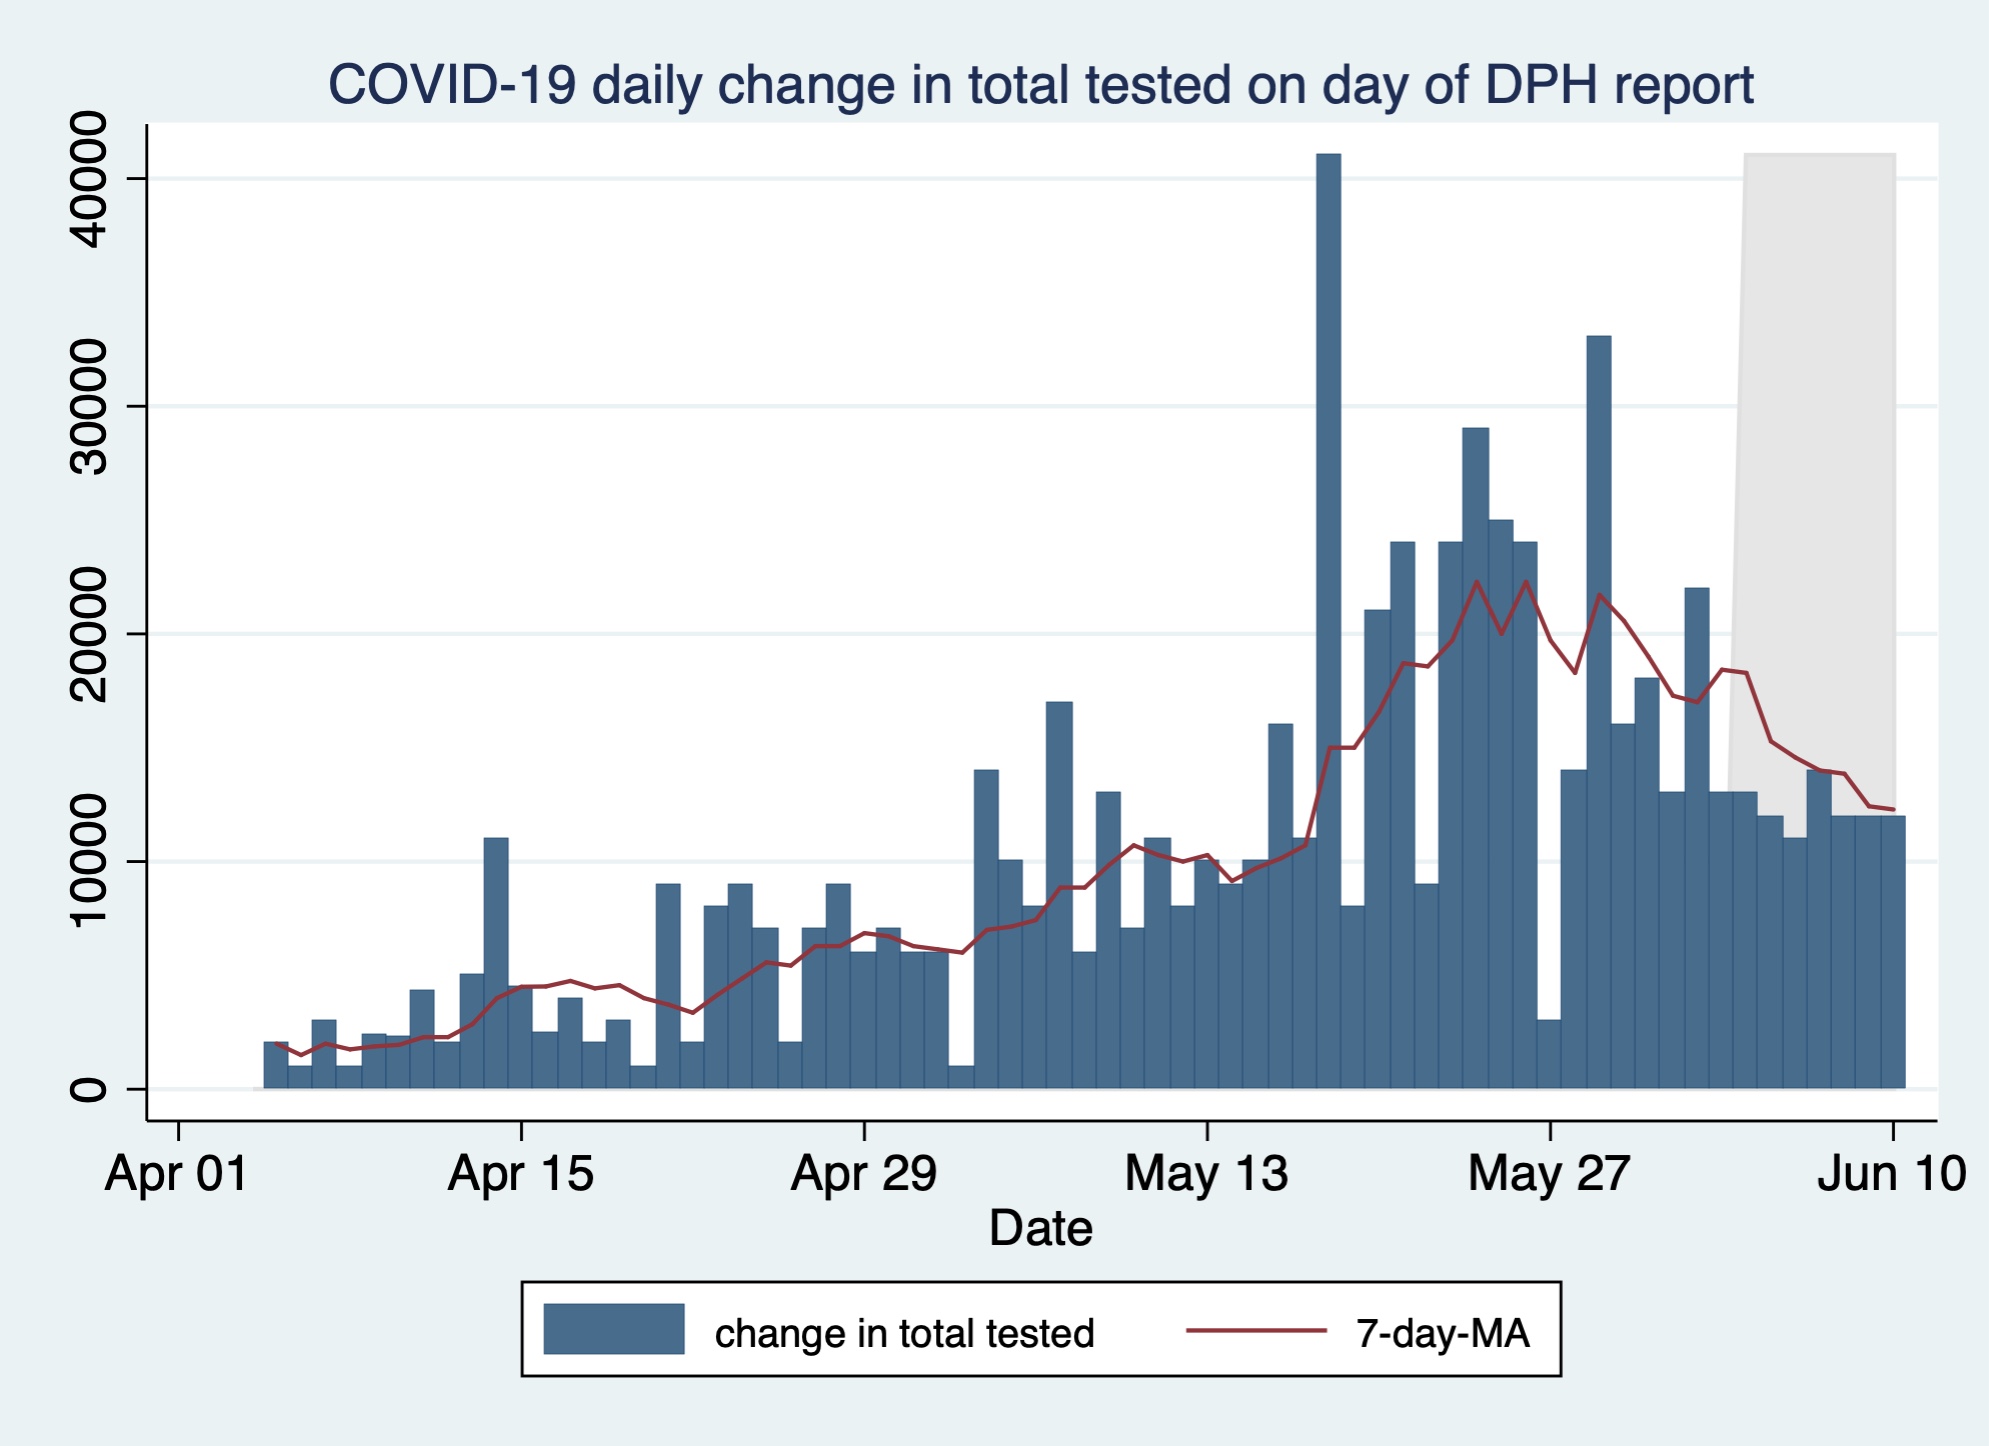 COVID-19 daily change in total tested on day of DPH report
40000
30000
20000
10000
0
Apr 01 Apr 15 Apr 29 May 13 May 27 Jun 10
Date
change in total tested 7-day-MA